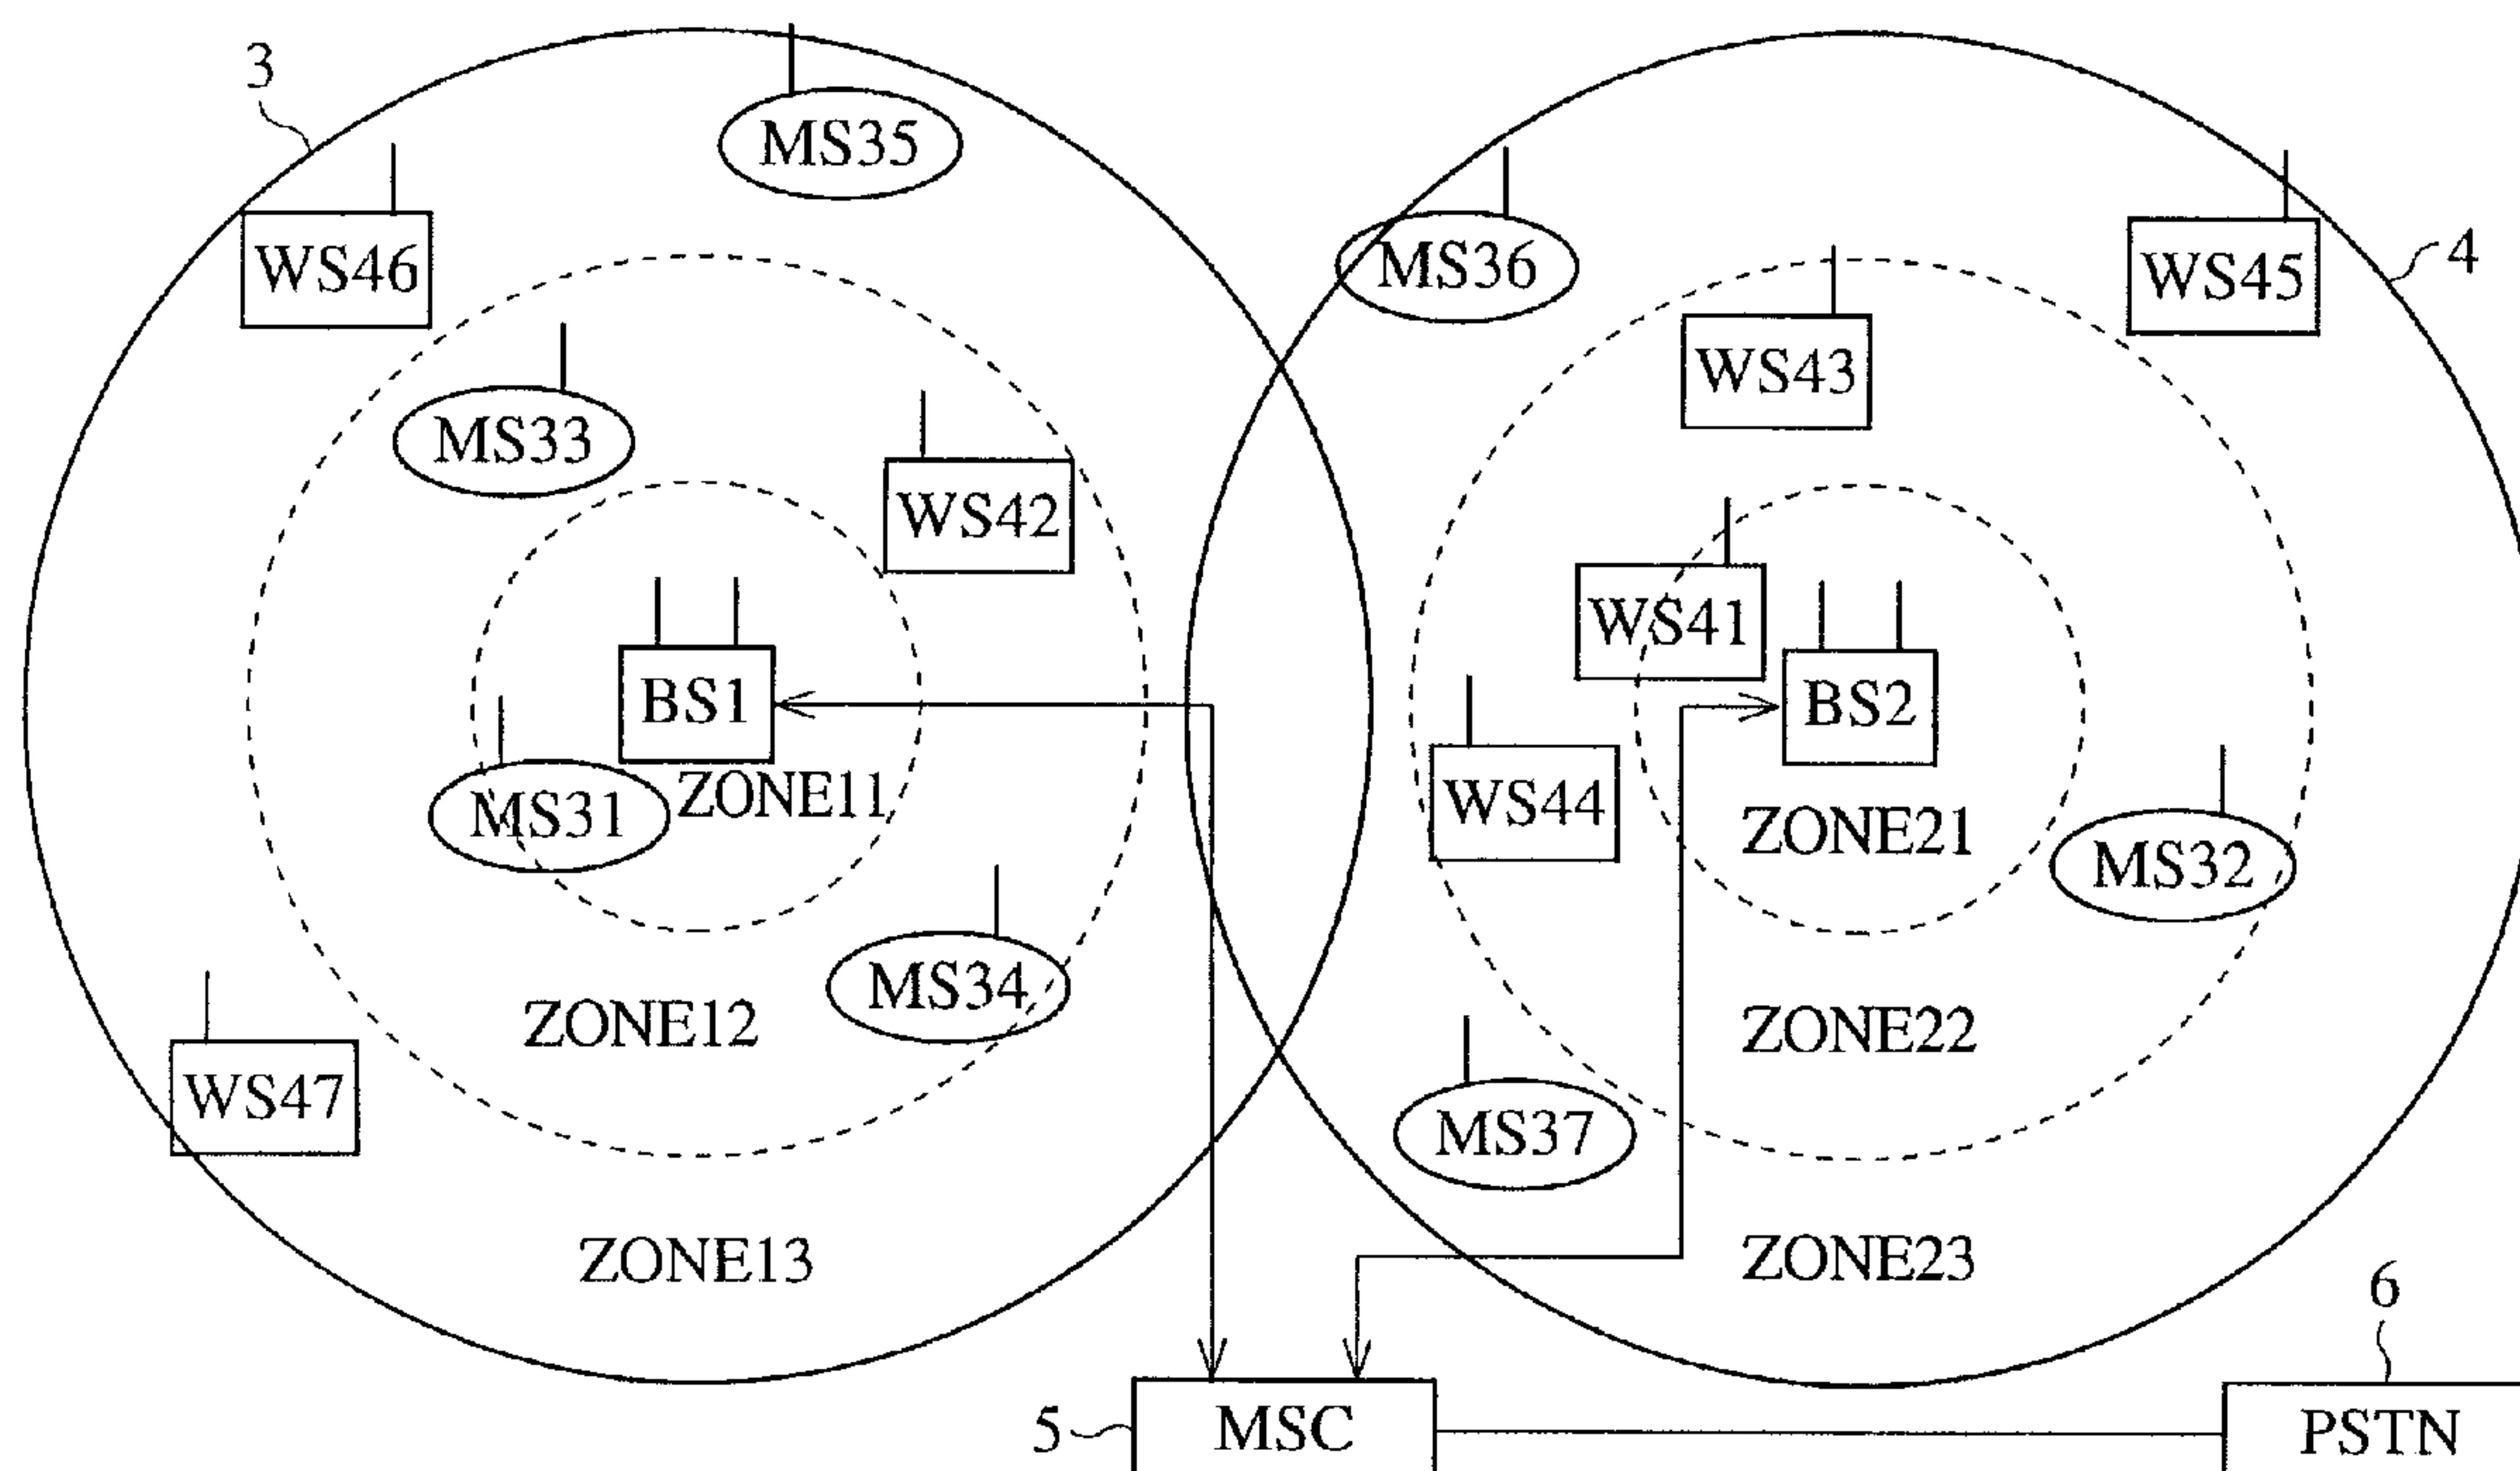 3
MS35
WS46
MS36
WS45
4
WS43
MS33
WS42
WS41
BS1
BS2
MS31
ZONE11
WS44
ZONE21
MS32
MS34
ZONE12
ZONE22
WS47
MS37
ZONE13
ZONE23
6
5
MSC
PSTN